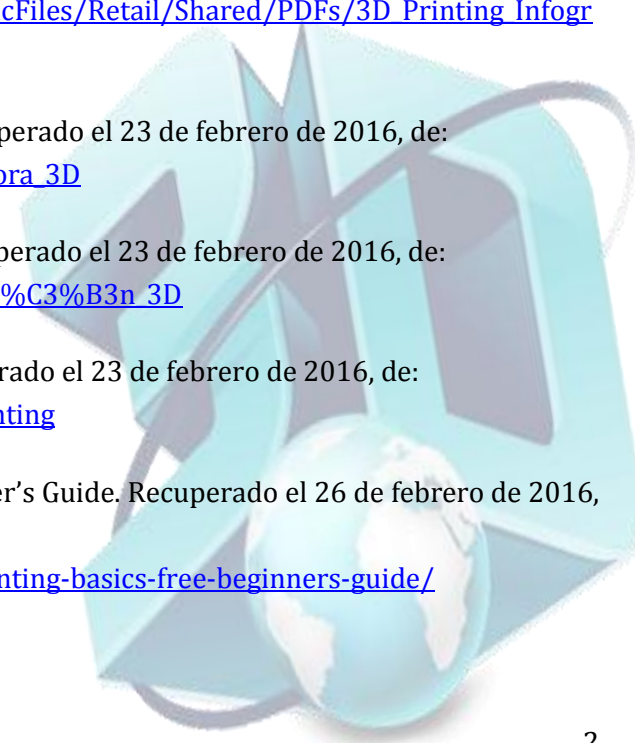 cFiles/Retail/Shared/PDFs/3D_Printing_Infogr
perado el 23 de febrero de 2016, de:
ora_3D
perado el 23 de febrero de 2016, de:
%C3%B3n_3D
rado el 23 de febrero de 2016, de:
nting
er’s Guide. Recuperado el 26 de febrero de 2016,
nting-basics-free-beginners-guide/
3D
2